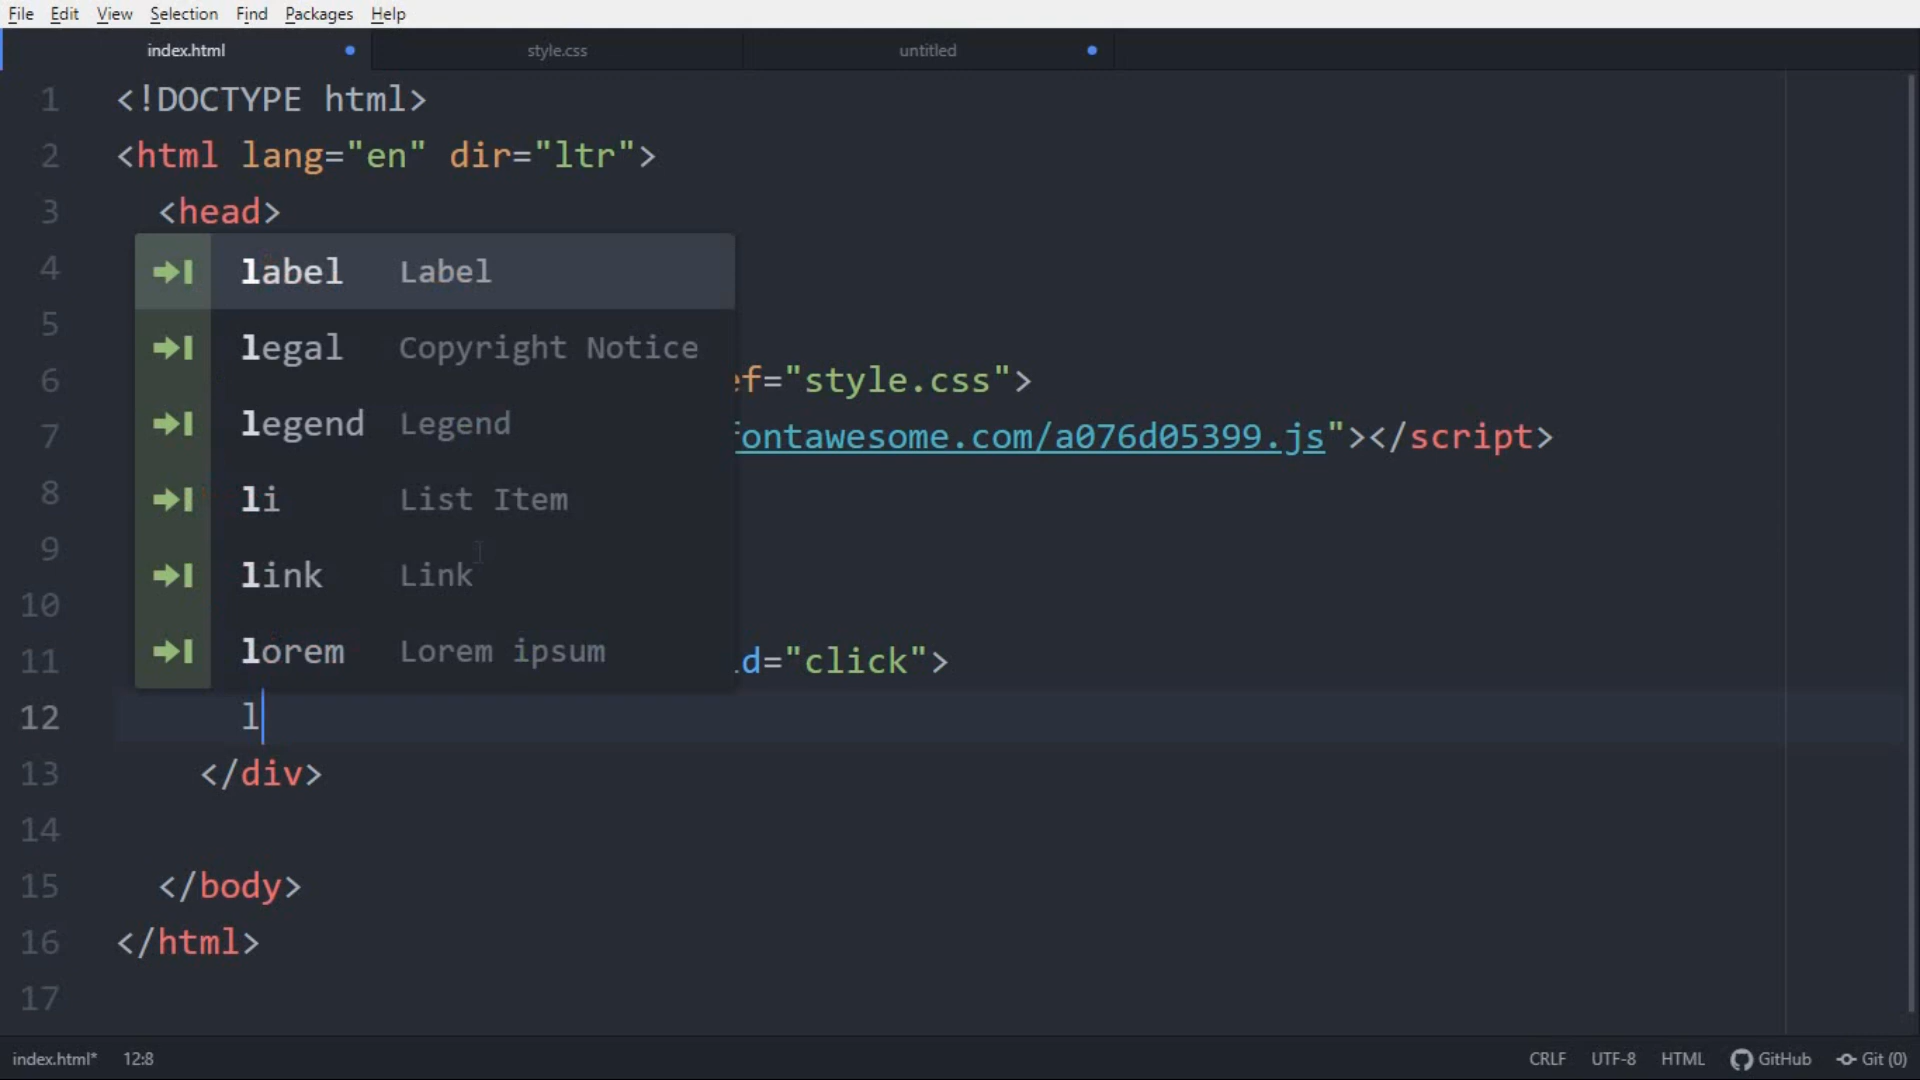 File Edit View Selection Find Packages Help
index.html style.css untitled
1 <!DOCTYPE html>
2 <html lang="en" dir="ltr">
3 <head>
4 label Label
5 legal Copyright Notice
6 ef="style.css">
legend Legend
7 fontawesome.com/a076d05399.js"></script>
8 li List Item
9
link Link
10
lorem Lorem ipsum
11 id="click">
12 l
13 </div>
14
15 </body>
16 </html>
17
index.html* 12:8 CRLF UTF-8 HTML GitHub Git (0)